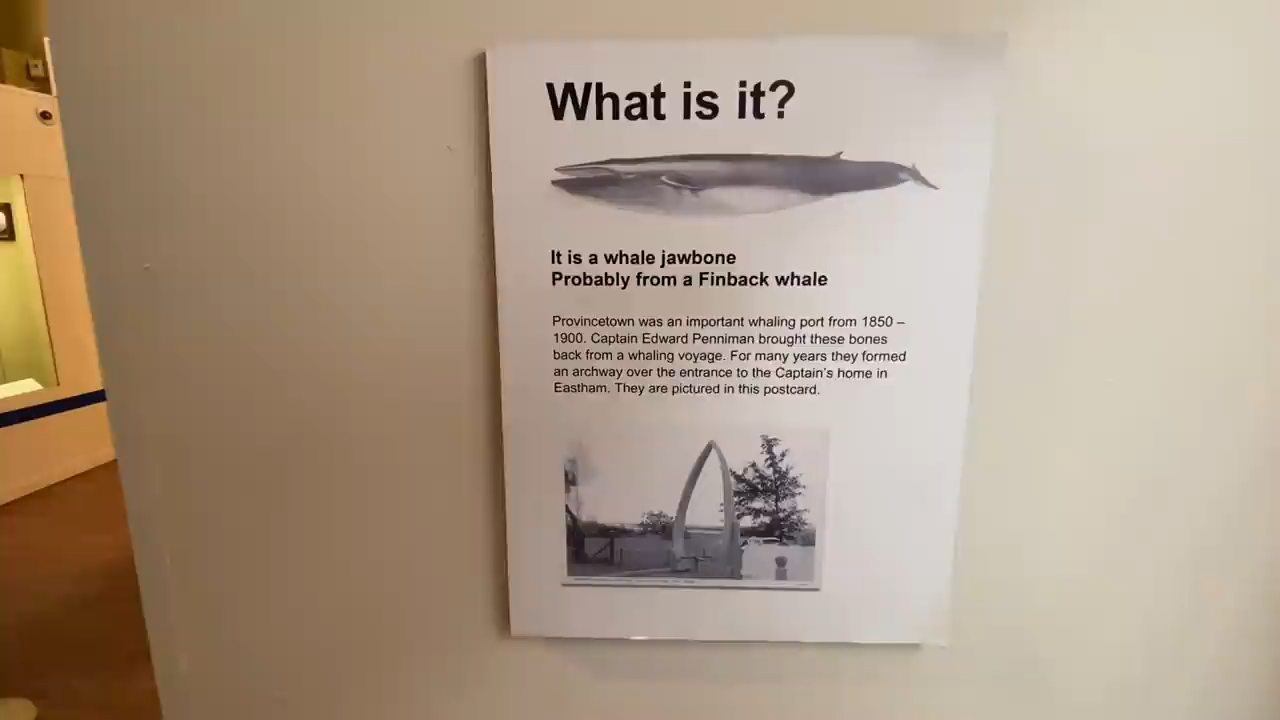 What is it?
It is a whale jawbone
Probably from a Finback whale
Provincetown was an important whaling port from 1850 –
1900. Captain Edward Penniman brought these bones
back from a whaling voyage. For many years they formed
an archway over the entrance to the Captain's home in
Eastham. They are pictured in this postcard.